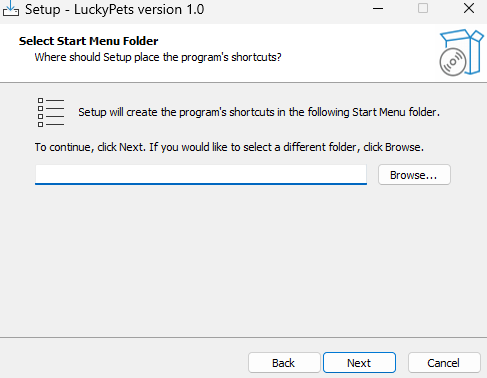 Setup - LuckyPets version 1.0
Select Start Menu Folder
Where should Setup place the program's shortcuts?
Setup will create the program's shortcuts in the following Start Menu folder.
To continue, click Next. If you would like to select a different folder, click Browse.
Browse...
Back
Next
Cancel